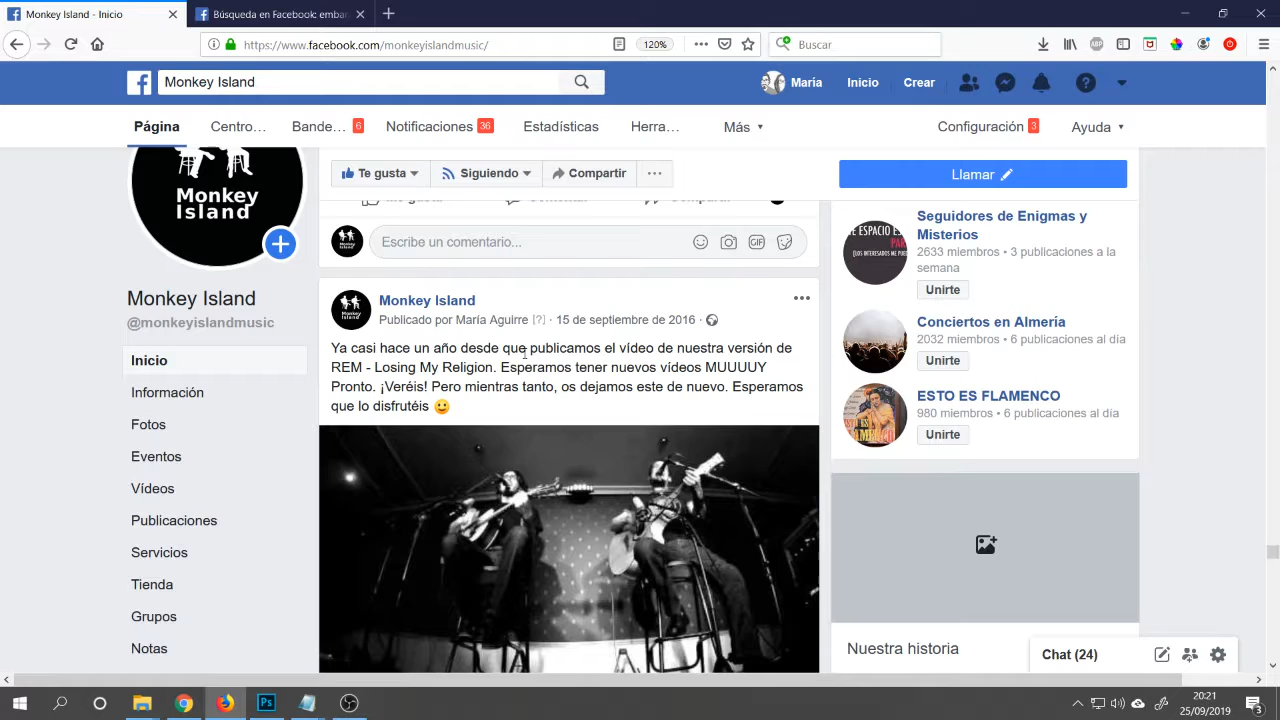 Monkey Island - Inicio
Búsqueda en Facebook: embar
https://www.facebook.com/monkeyislandmusic/
120%
Buscar
Monkey Island
María
Inicio
Crear
Página
Centro…
Bande… 6
Notificaciones 36
Estadísticas
Herra…
Más
Configuración 3
Ayuda
Monkey
Island
Te gusta
Siguiendo
Compartir
Llamar
Escribe un comentario...
GIF
Seguidores de Enigmas y
Misterios
2633 miembros • 3 publicaciones a la
semana
Unirte
Monkey Island
@monkeyislandmusic
Inicio
Información
Fotos
Eventos
Vídeos
Publicaciones
Servicios
Tienda
Grupos
Notas
Monkey Island
Publicado por María Aguirre [?] · 15 de septiembre de 2016 ·
Ya casi hace un año desde que publicamos el vídeo de nuestra versión de
REM - Losing My Religion. Esperamos tener nuevos vídeos MUUUUY
Pronto. ¡Veréis! Pero mientras tanto, os dejamos este de nuevo. Esperamos
que lo disfrutéis
Conciertos en Almería
2032 miembros • 6 publicaciones al día
Unirte
ESTO ES FLAMENCO
980 miembros • 6 publicaciones al día
Unirte
Nuestra historia
Chat (24)
Ps
20:21
25/09/2019
3